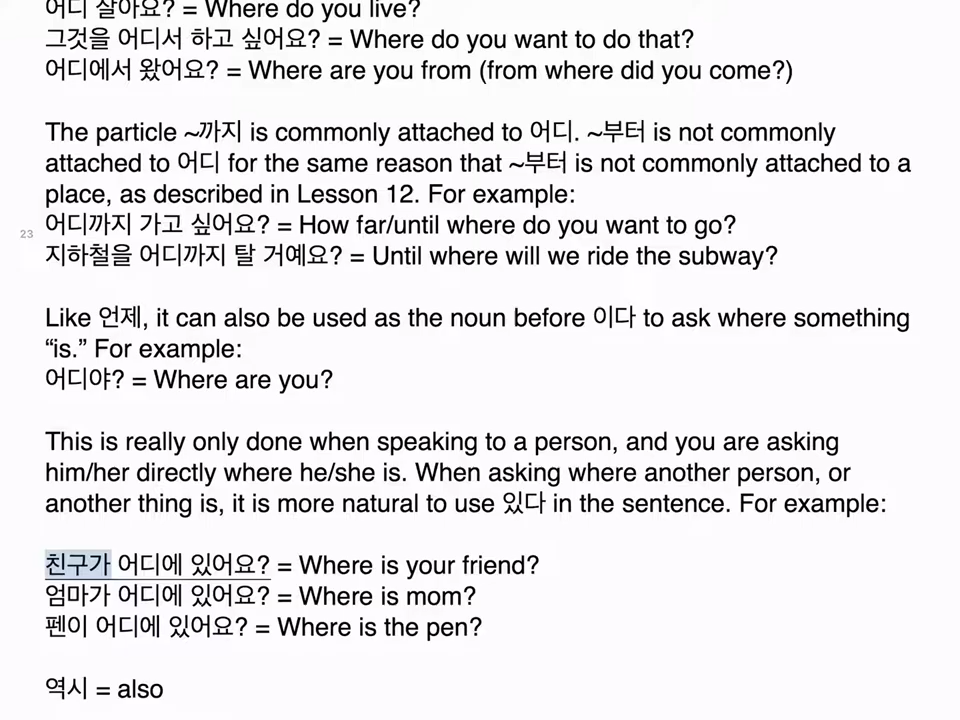 어디 살아요? = Where do you live?
그것을 어디서 하고 싶어요? = Where do you want to do that?
어디에서 왔어요? = Where are you from (from where did you come?)
The particle ~까지 is commonly attached to 어디. ~부터 is not commonly
attached to 어디 for the same reason that ~부터 is not commonly attached to a
place, as described in Lesson 12. For example:
어디까지 가고 싶어요? = How far/until where do you want to go?
23
지하철을 어디까지 탈 거예요? = Until where will we ride the subway?
Like 언제, it can also be used as the noun before 이다 to ask where something
“is.” For example:
어디야? = Where are you?
This is really only done when speaking to a person, and you are asking
him/her directly where he/she is. When asking where another person, or
another thing is, it is more natural to use 있다 in the sentence. For example:
친구가 어디에 있어요? = Where is your friend?
엄마가 어디에 있어요? = Where is mom?
펜이 어디에 있어요? = Where is the pen?
역시 = also